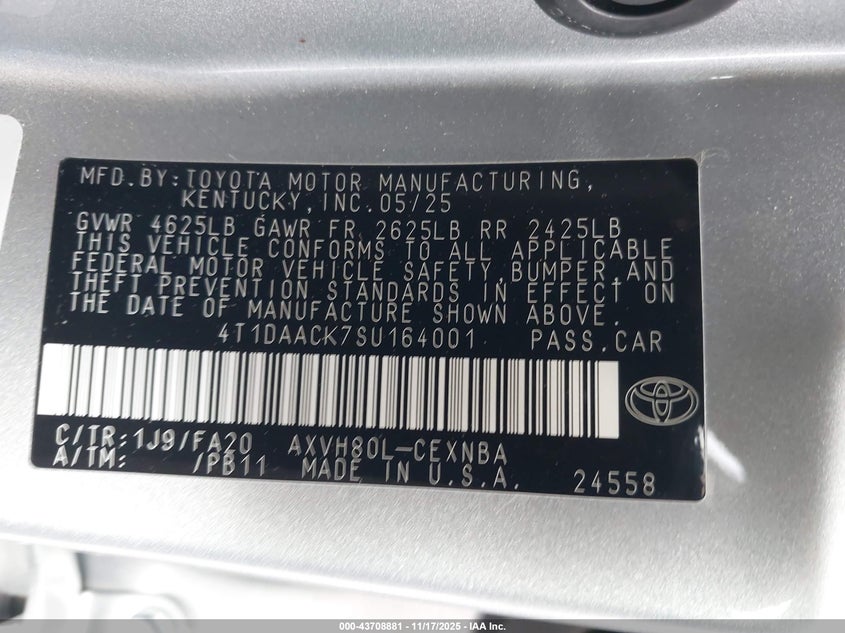 MFD.BY:TOYOTA MOTOR MANUFACTURING,
KENTUCKY,INC.05/25
GVWR 4625LB GAWR FR 2625LB RR 2425LB
THIS VEHICLE CONFORMS TO ALL APPLICABLE
FEDERAL MOTOR VEHICLE SAFETY,BUMPER,AND
THEFT PREVENTION STANDARDS IN EFFECT ON
THE DATE OF MANUFACTURE SHOWN ABOVE.
4T1DAACK7SU164001 PASS.CAR
C/TR:1J9/FA20 AXVH80L-CEXNBA
A/TM: /PB11 MADE IN U.S.A. 24558
000-43708881 | 11/17/2025 - IAA Inc.